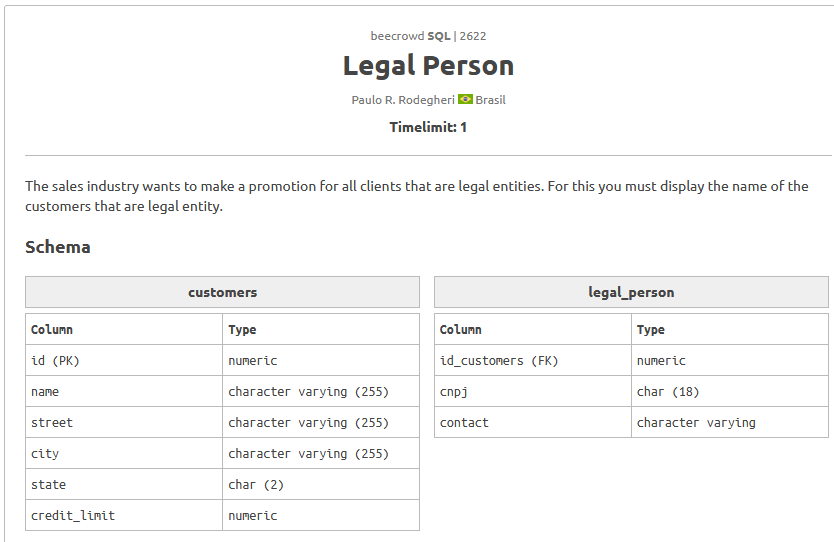 beecrowd SQL | 2622
Legal Person
Paulo R. Rodegheri Brasil
Timelimit: 1
The sales industry wants to make a promotion for all clients that are legal entities. For this you must display the name of the
customers that are legal entity.
Schema
customers
Column Type
id (PK) numeric
name character varying (255)
street character varying (255)
city character varying (255)
state char (2)
credit_limit numeric
legal_person
Column Type
id_customers (FK) numeric
cnpj char (18)
contact character varying